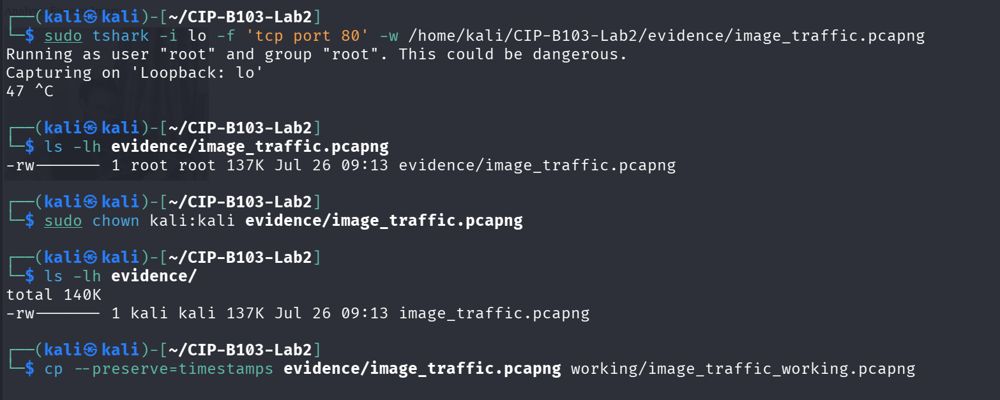 ┌──(kali㉿kali)-[~/CIP-B103-Lab2]
└─$ sudo tshark -i lo -f 'tcp port 80' -w /home/kali/CIP-B103-Lab2/evidence/image_traffic.pcapng
Running as user "root" and group "root". This could be dangerous.
Capturing on 'Loopback: lo'
47 ^C
┌──(kali㉿kali)-[~/CIP-B103-Lab2]
└─$ ls -lh evidence/image_traffic.pcapng
-rw------- 1 root root 137K Jul 26 09:13 evidence/image_traffic.pcapng
┌──(kali㉿kali)-[~/CIP-B103-Lab2]
└─$ sudo chown kali:kali evidence/image_traffic.pcapng
┌──(kali㉿kali)-[~/CIP-B103-Lab2]
└─$ ls -lh evidence/
total 140K
-rw------- 1 kali kali 137K Jul 26 09:13 image_traffic.pcapng
┌──(kali㉿kali)-[~/CIP-B103-Lab2]
└─$ cp --preserve=timestamps evidence/image_traffic.pcapng working/image_traffic_working.pcapng